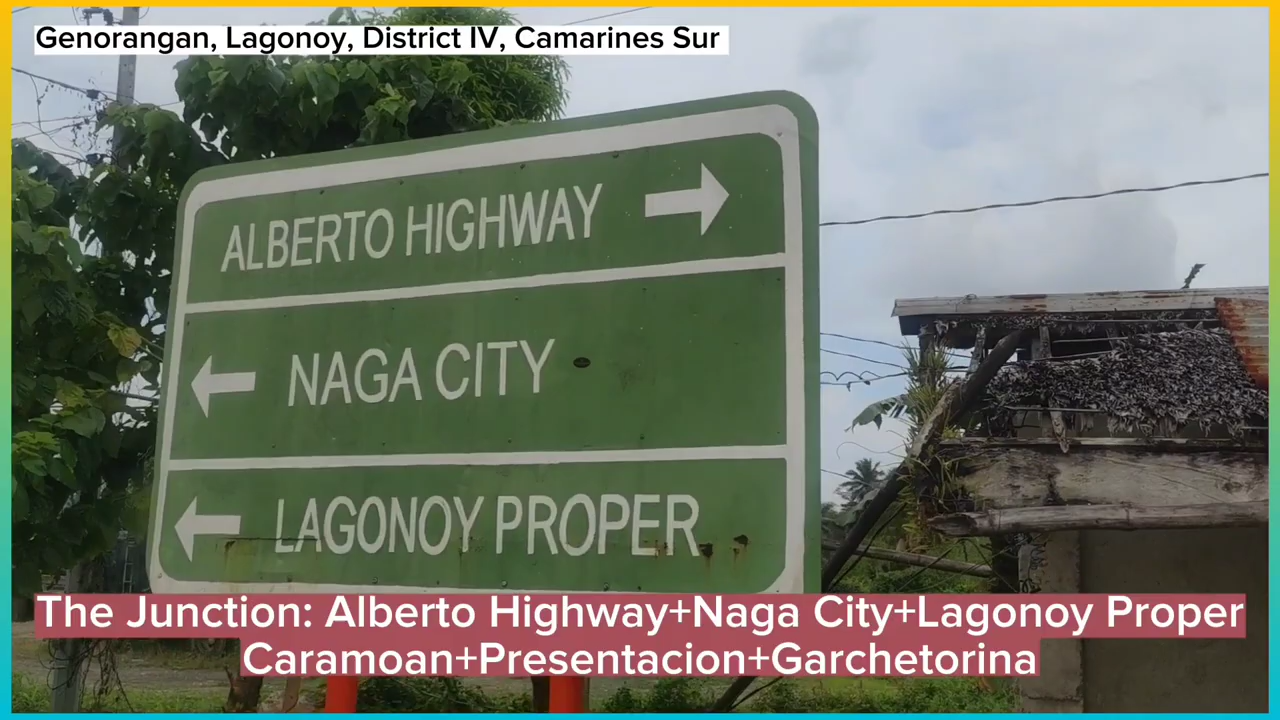 Genorangan, Lagonoy, District IV, Camarines Sur
ALBERTO HIGHWAY
NAGA CITY
LAGONOY PROPER
The Junction: Alberto Highway+Naga City+Lagonoy Proper
Caramoan+Presentacion+Garchetorina